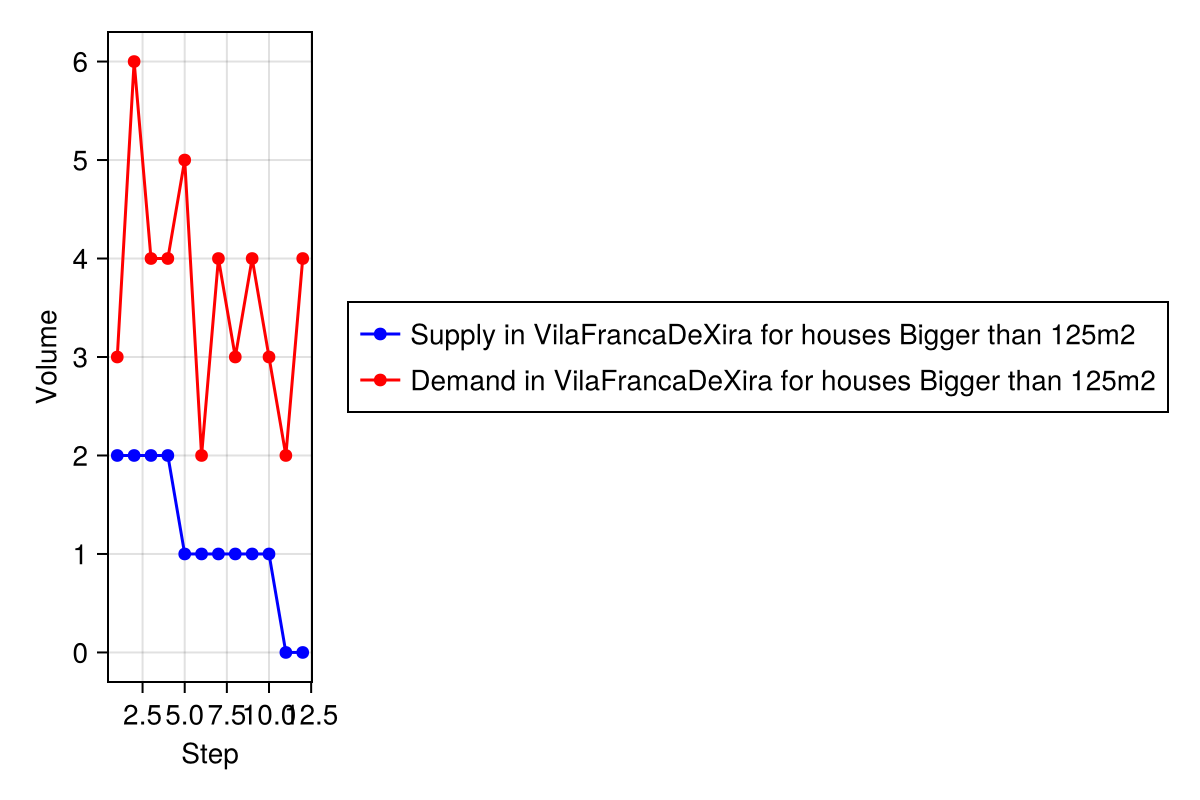 6
5
4
3
2
1
0
Volume
2.5 5.0 7.5 10.0 12.5
Step
Supply in VilaFrancaDeXira for houses Bigger than 125m2
Demand in VilaFrancaDeXira for houses Bigger than 125m2